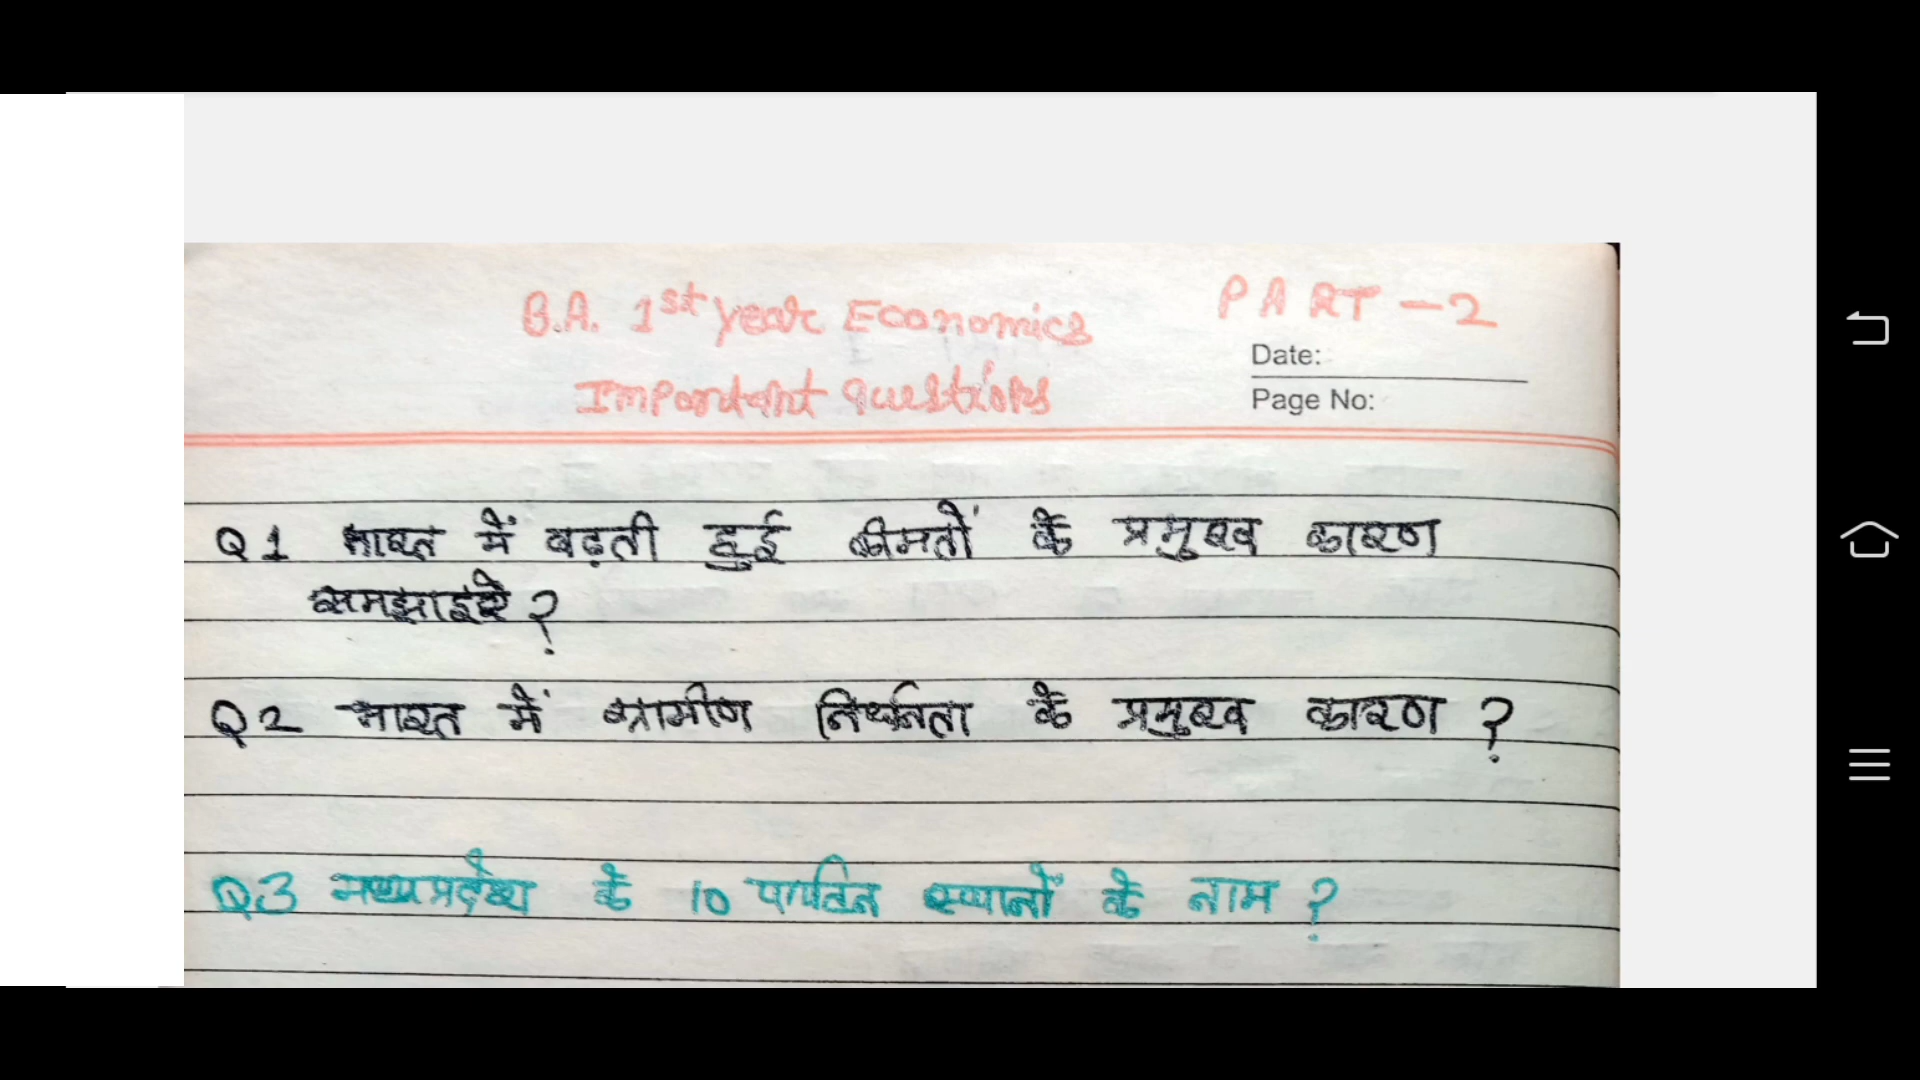 B.A. 1st year Economics
PART-2
Important questions
Date:
Page No:
Q1 भारत में बढ़ती हुई कीमतों के प्रमुख कारण
समझाइये?
Q2 भारत में ग्रामीण निर्धनता के प्रमुख कारण ?
Q3 मध्यप्रदेश के 10 पर्यटन स्थानों के नाम ?